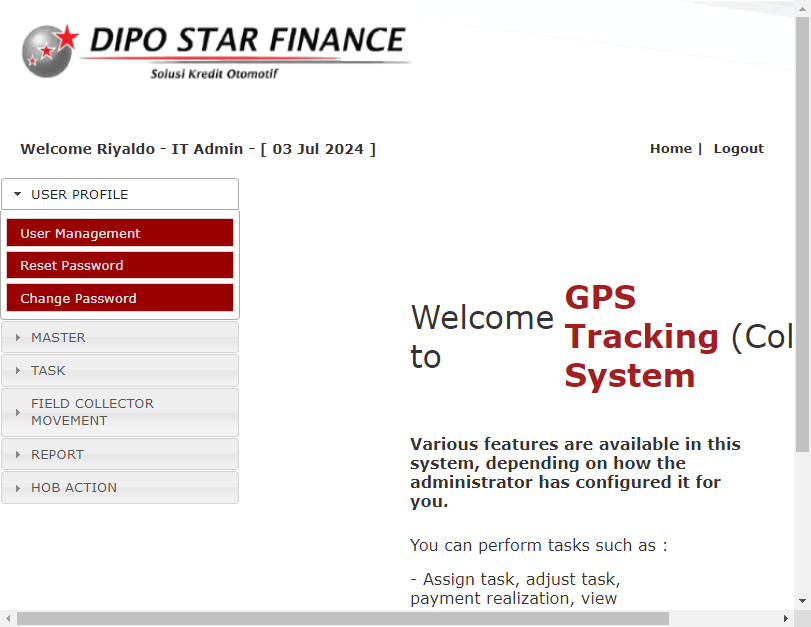 DIPO STAR FINANCE
Solusi Kredit Otomotif
Welcome Riyaldo - IT Admin - [ 03 Jul 2024 ]
Home | Logout
USER PROFILE
User Management
Reset Password
Change Password
MASTER
TASK
FIELD COLLECTOR
MOVEMENT
REPORT
HOB ACTION
Welcome
to
GPS
Tracking
System
(Col
Various features are available in this
system, depending on how the
administrator has configured it for
you.
You can perform tasks such as :
- Assign task, adjust task,
payment realization, view